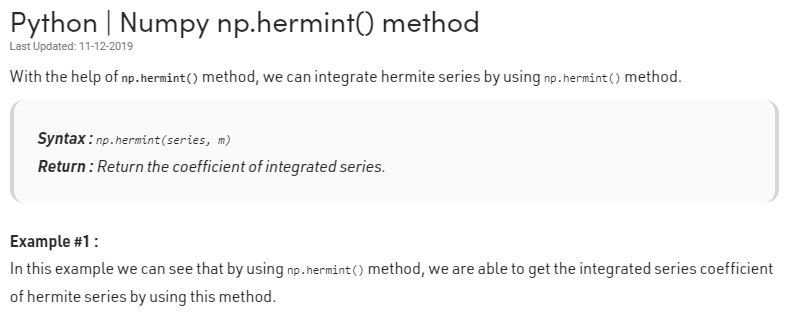 Python | Numpy np.hermint() method
Last Updated: 11-12-2019
With the help of np.hermint() method, we can integrate hermite series by using np.hermint() method.
Syntax : np.hermint(series, m)
Return : Return the coefficient of integrated series.
Example #1 :
In this example we can see that by using np.hermint() method, we are able to get the integrated series coefficient
of hermite series by using this method.